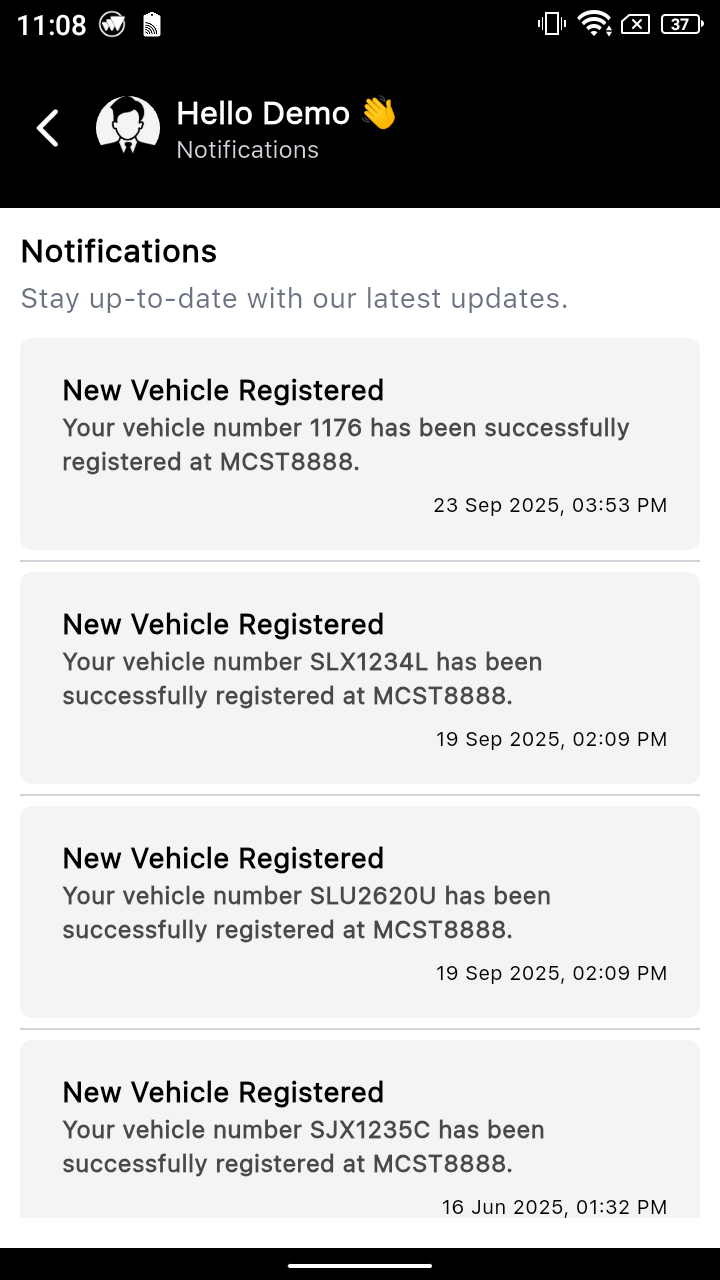 11:08
37
Hello Demo 👋
Notifications
Notifications
Stay up-to-date with our latest updates.
New Vehicle Registered
Your vehicle number 1176 has been successfully
registered at MCST8888.
23 Sep 2025, 03:53 PM
New Vehicle Registered
Your vehicle number SLX1234L has been
successfully registered at MCST8888.
19 Sep 2025, 02:09 PM
New Vehicle Registered
Your vehicle number SLU2620U has been
successfully registered at MCST8888.
19 Sep 2025, 02:09 PM
New Vehicle Registered
Your vehicle number SJX1235C has been
successfully registered at MCST8888.
16 Jun 2025, 01:32 PM